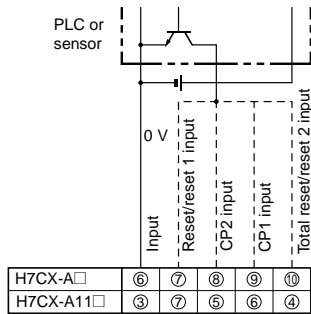 PLC or
sensor
0 V
Input
Reset/reset 1 input
CP2 input
CP1 input
Total reset/reset 2 input
H7CX-A□ ⑥ ⑦ ⑧ ⑨ ⑩
H7CX-A11□ ③ ⑦ ⑤ ⑥ ④